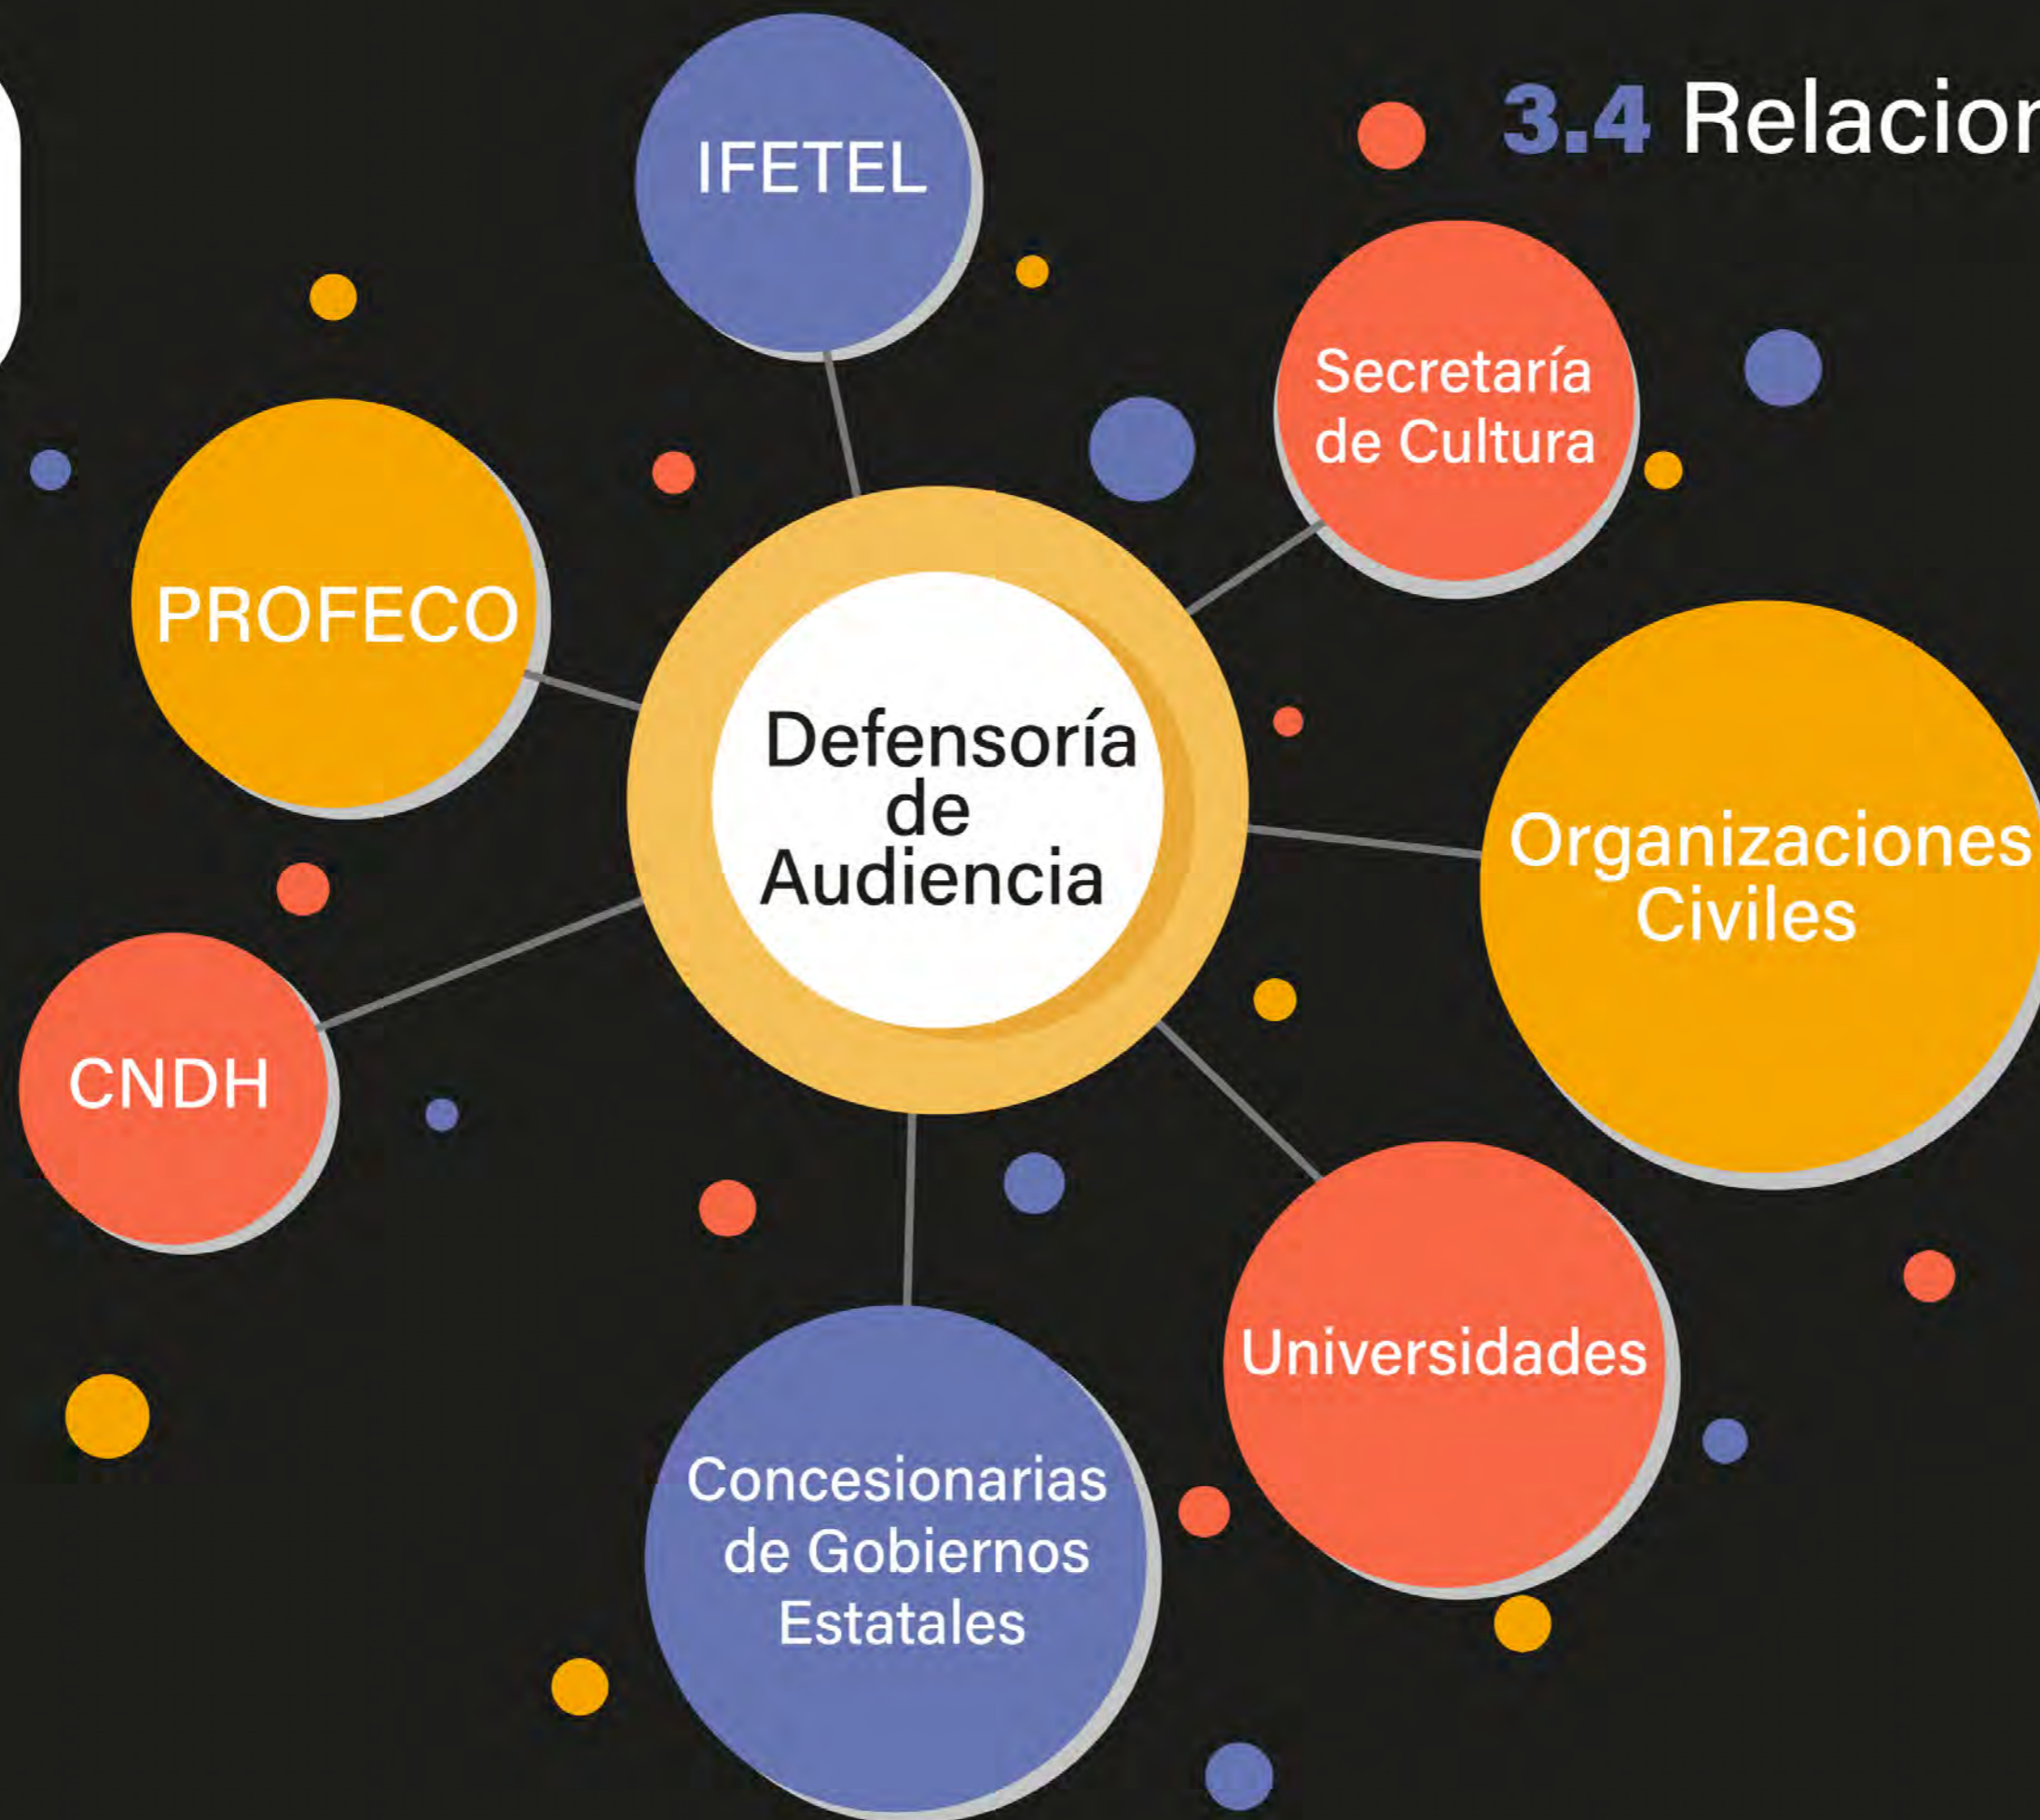 3.4 Relacion
IFETEL
Secretaría
de Cultura
PROFECO
Defensoría
de
Audiencia
Organizaciones
Civiles
CNDH
Universidades
Concesionarias
de Gobiernos
Estatales